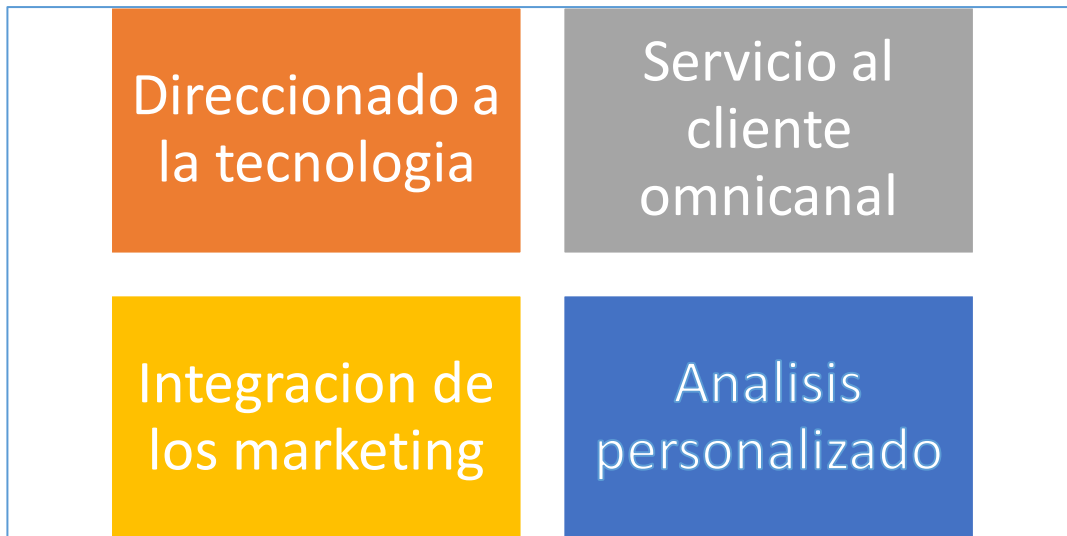 Direccionado a
la tecnologia
Servicio al
cliente
omnicanal
Integracion de
los marketing
Analisis
personalizado